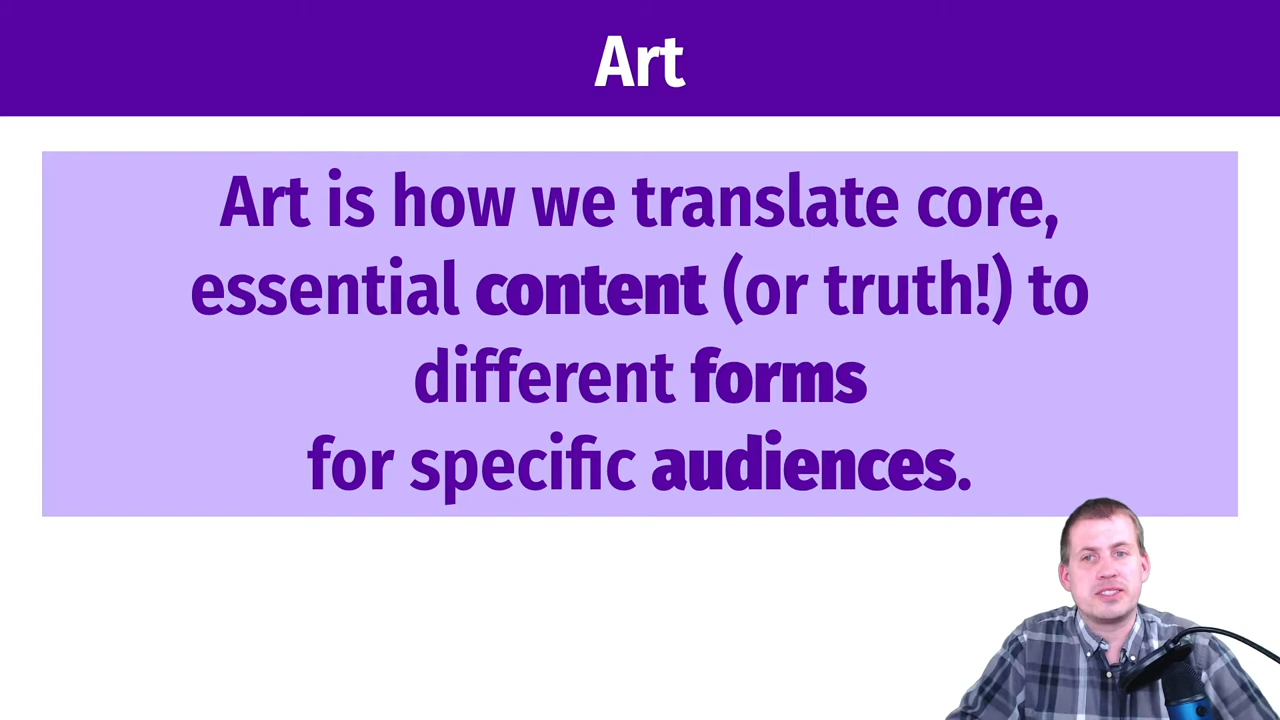 Art
Art is how we translate core,
essential content (or truth!) to
different forms
for specific audiences.